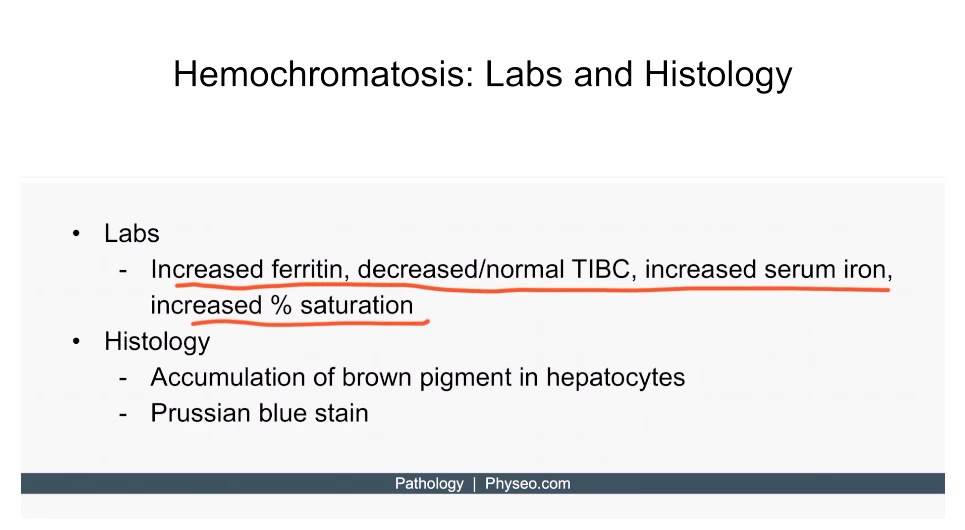 Hemochromatosis: Labs and Histology
• Labs
- Increased ferritin, decreased/normal TIBC, increased serum iron,
increased % saturation
• Histology
- Accumulation of brown pigment in hepatocytes
- Prussian blue stain
Pathology | Physeo.com